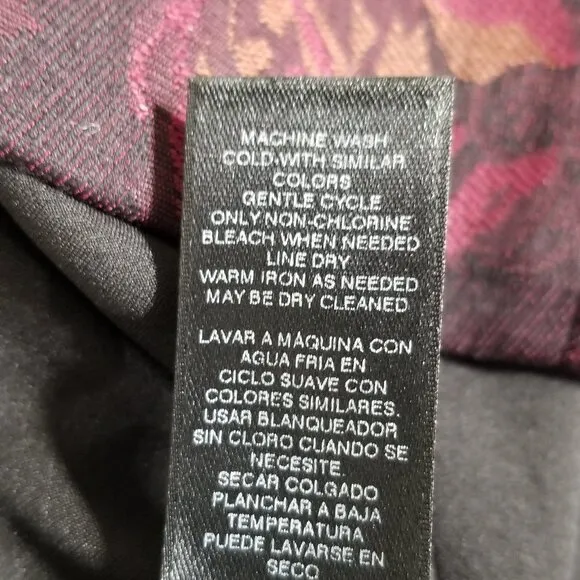 MACHINE WASH
COLD-WITH SIMILAR
COLORS
GENTLE CYCLE
ONLY NON-CHLORINE
BLEACH WHEN NEEDED
LINE DRY
WARM IRON AS NEEDED
MAY BE DRY CLEANED
LAVAR A MÁQUINA CON
AGUA FRIA EN
CICLO SUAVE CON
COLORES SIMILARES.
USAR BLANQUEADOR
SIN CLORO CUANDO SE
NECESITE.
SECAR COLGADO
PLANCHAR A BAJA
TEMPERATURA
PUEDE LAVARSE EN
SECO